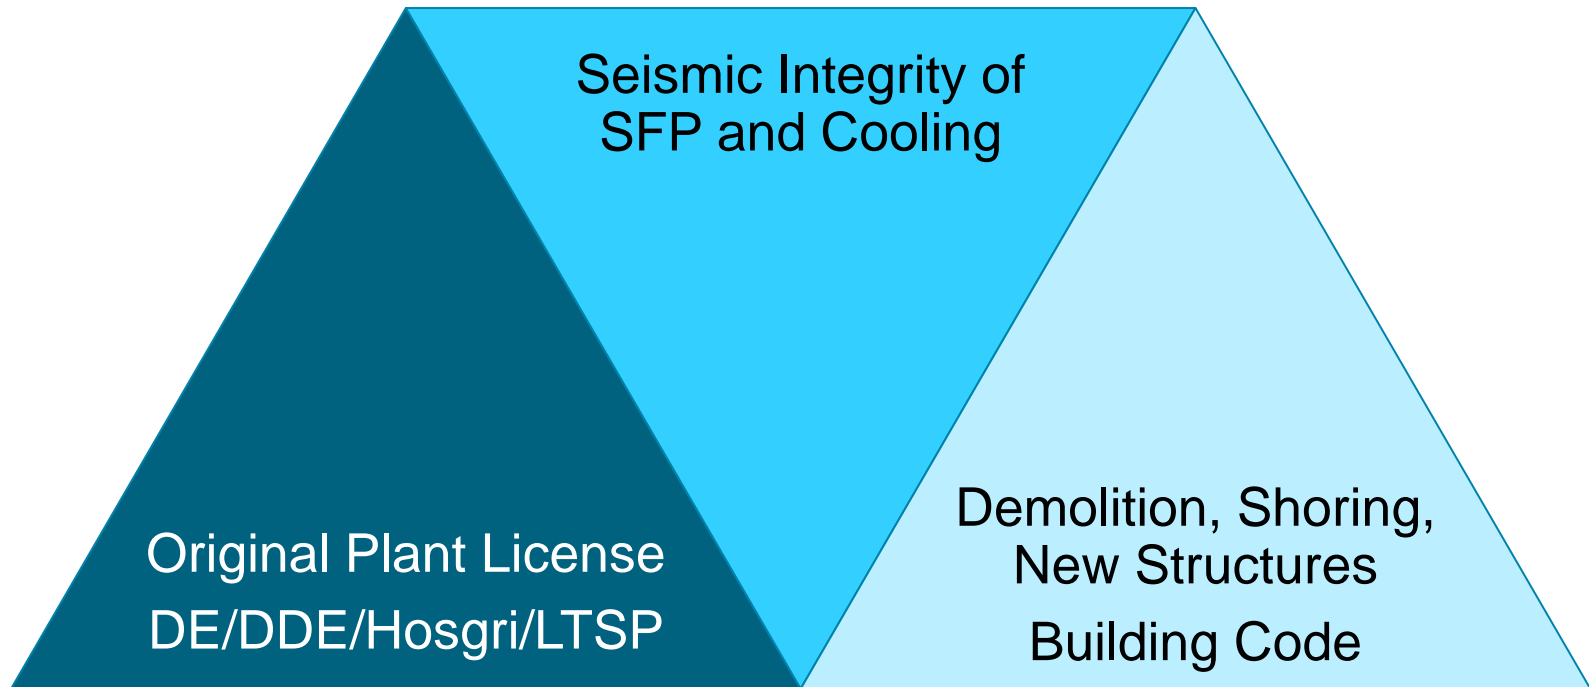 Seismic Integrity of
SFP and Cooling
Original Plant License
DE/DDE/Hosgri/LTSP
Demolition, Shoring,
New Structures
Building Code